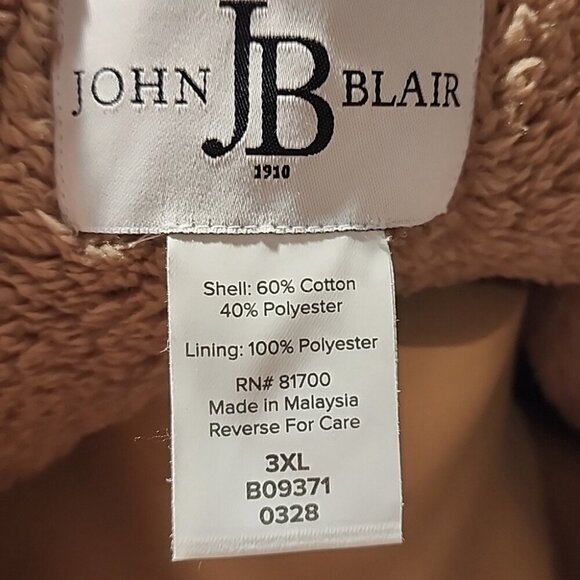 JOHN JB BLAIR
1910
Shell: 60% Cotton
40% Polyester
Lining: 100% Polyester
RN# 81700
Made in Malaysia
Reverse For Care
3XL
B09371
0328